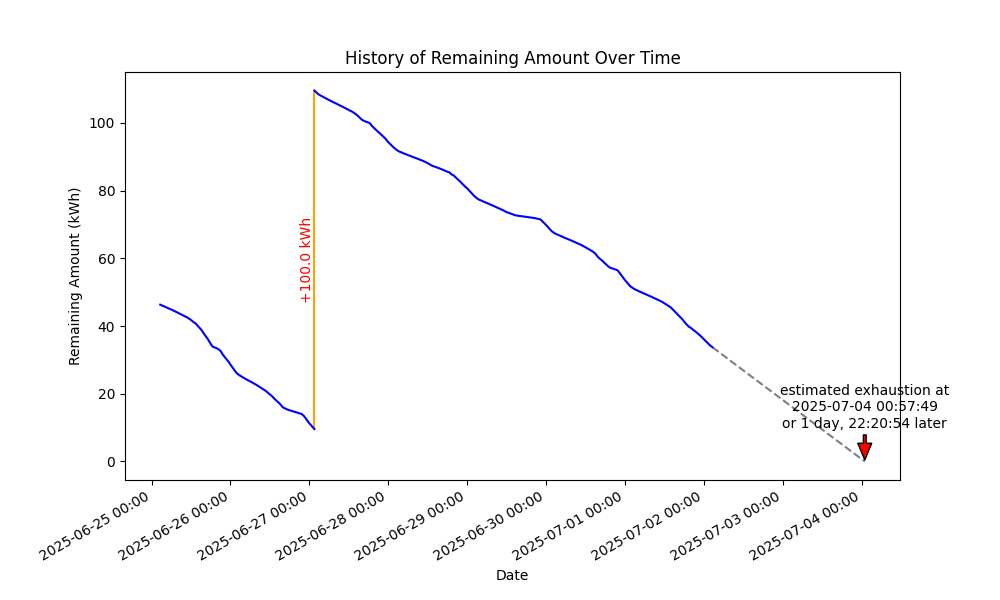 History of Remaining Amount Over Time
Remaining Amount (kWh)
100
80
60
40
20
0
+100.0 kWh
estimated exhaustion at
2025-07-04 00:57:49
or 1 day, 22:20:54 later
2025-06-25 00:00
2025-06-26 00:00
2025-06-27 00:00
2025-06-28 00:00
2025-06-29 00:00
2025-06-30 00:00
2025-07-01 00:00
2025-07-02 00:00
2025-07-03 00:00
2025-07-04 00:00
Date